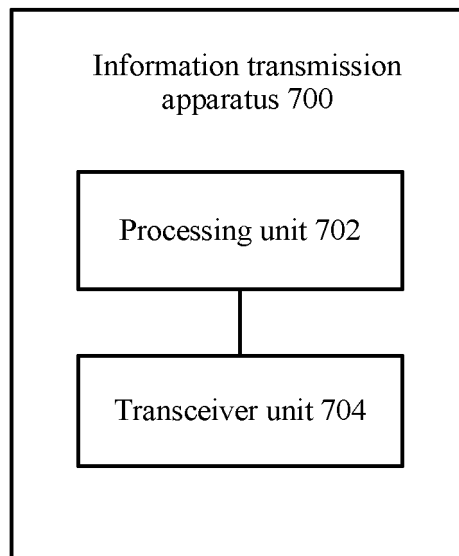 Information transmission
apparatus 700
Processing unit 702
Transceiver unit 704